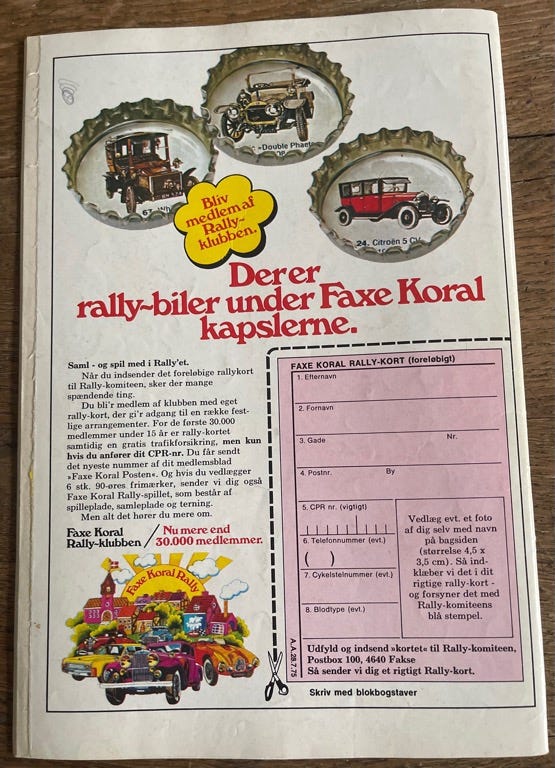 »Double Phaet
67.
24. Citroën 5 CV
Bliv
medlem af
Rally-
klubben.
Der er
rally-biler under Faxe Koral
kapslerne.
Saml - og spil med i Rally'et.
Når du indsender det foreløbige rallykort
til Rally-komiteen, sker der mange
spændende ting.
Du bli'r medlem af klubben med eget
rally-kort, der gi'r adgang til en række fest-
lige arrangementer. For de første 30.000
medlemmer under 15 år er rally-kortet
samtidig en gratis trafikforsikring, men kun
hvis du anfører dit CPR-nr. Du får sendt
det nyeste nummer af dit medlemsblad
»Faxe Koral Posten«. Og hvis du vedlægger
6 stk. 90-øres frimærker, sender vi dig også
Faxe Koral Rally-spillet, som består af
spilleplade, samleplade og terning.
Men alt det hører du mere om.
Faxe Koral
Rally-klubben
Nu mere end
30.000 medlemmer.
Faxe Koral Rally
FAXE KORAL RALLY-KORT (foreløbigt)
1. Efternavn
2. Fornavn
3. Gade Nr.
4. Postnr. By
5. CPR nr. (vigtigt)
6. Telefonnummer (evt.)
( )
7. Cykelstelnummer (evt.)
8. Blodtype (evt.)
Vedlæg evt. et foto
af dig selv med navn
på bagsiden
(størrelse 4,5 x
3,5 cm). Så ind-
klæber vi det i dit
rigtige rally-kort -
og forsyner det med
Rally-komiteens
blå stempel.
Udfyld og indsend »kortet« til Rally-komiteen,
Postbox 100, 4640 Fakse
Så sender vi dig et rigtigt Rally-kort.
A.A.28.7.75
Skriv med blokbogstaver